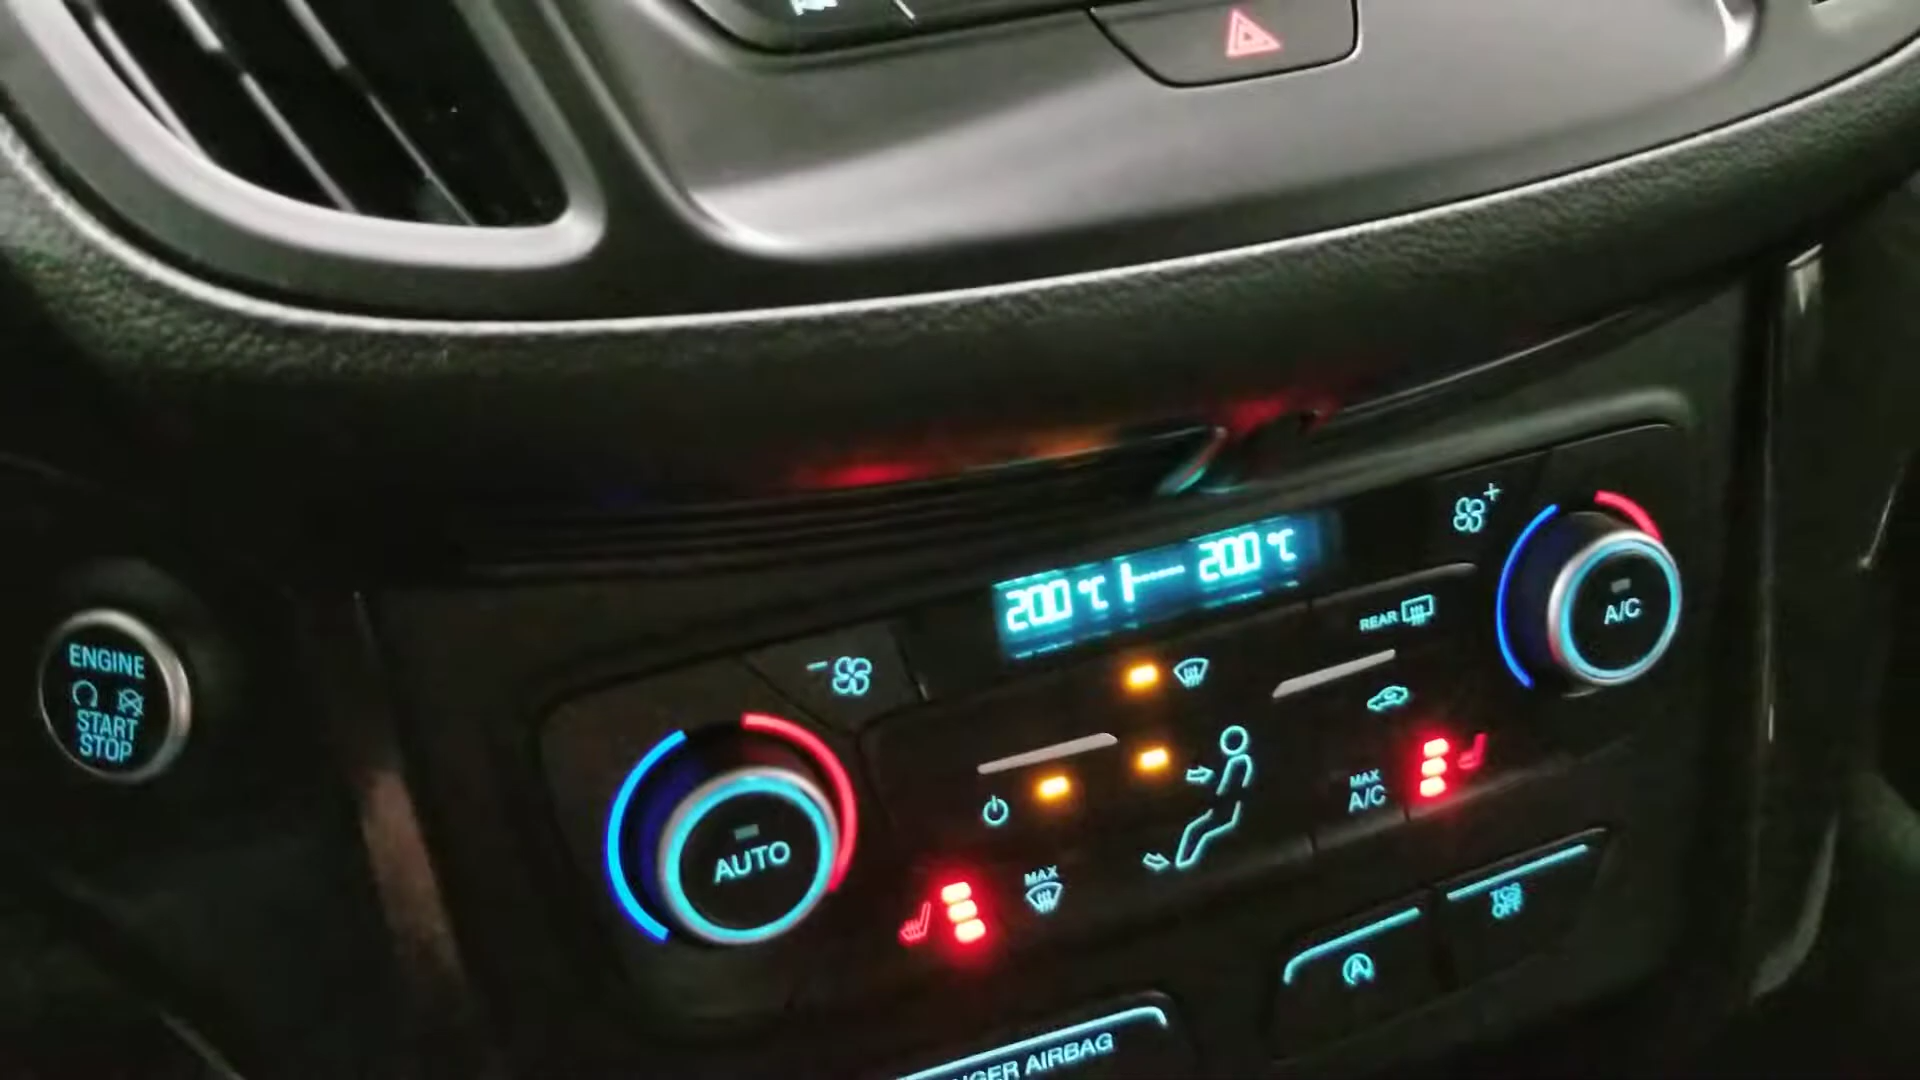 20.0 °C 20.0 °C
REAR
A/C
ENGINE
START
STOP
AUTO
MAX
A/C
MAX
TCS
OFF
A
AIRBAG